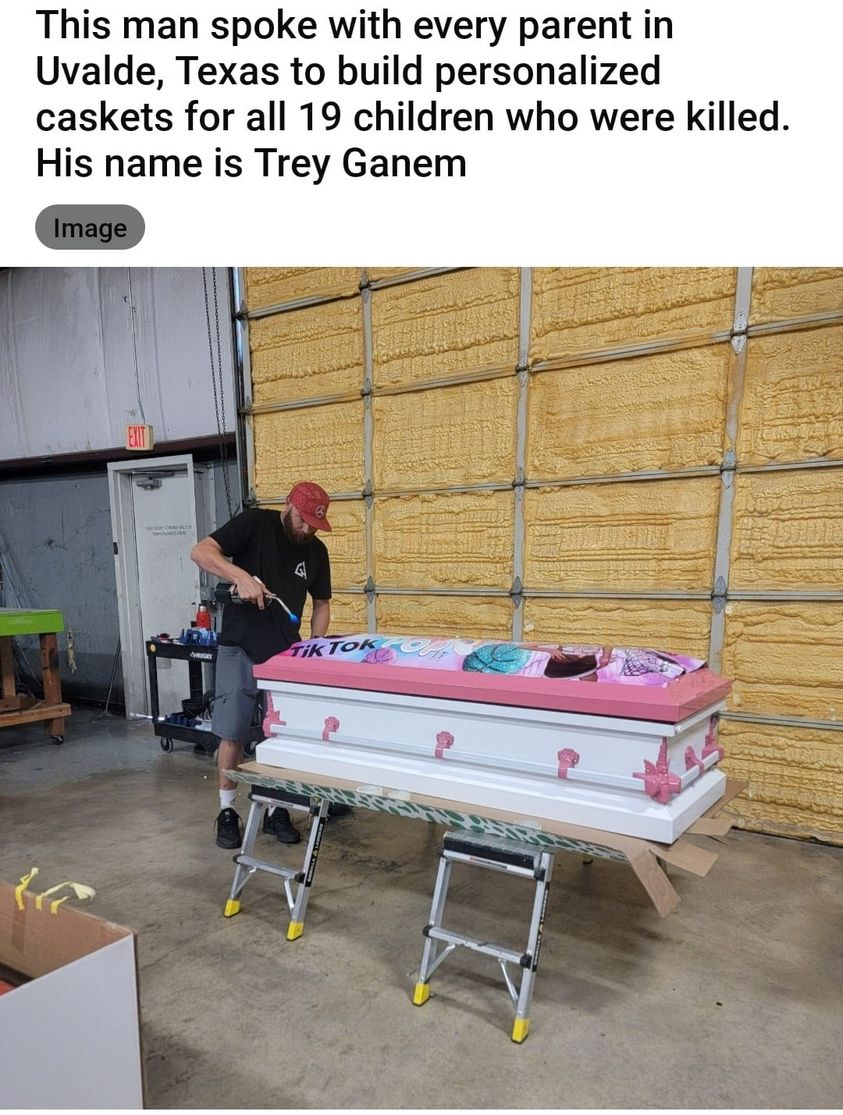 This man spoke with every parent in
Uvalde, Texas to build personalized
caskets for all 19 children who were killed.
His name is Trey Ganem
Image
EXIT
HUSKY
TikTok